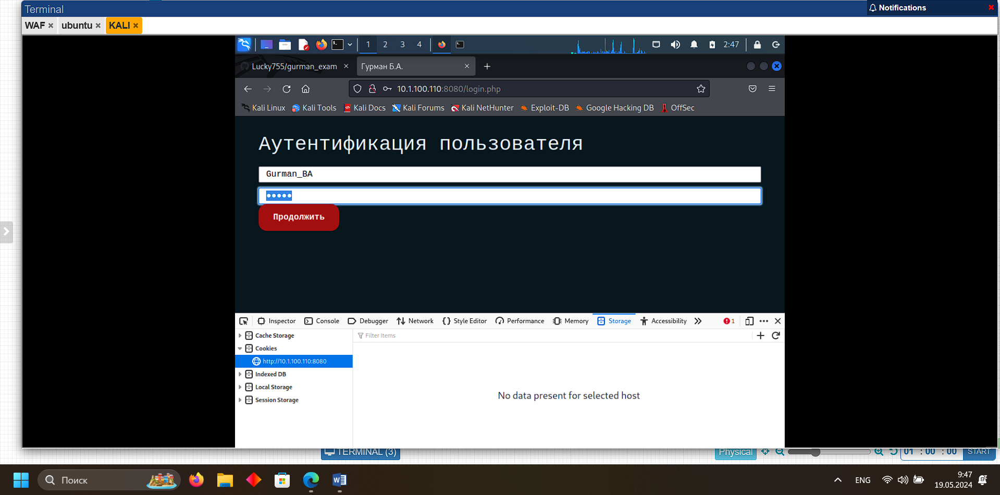 Terminal
Notifications
WAF × ubuntu × KALI ×
1 2 3 4 2:47
Lucky755/gurman_exam × Гурман Б.А. × +
10.1.100.110:8080/login.php
Kali Linux Kali Tools Kali Docs Kali Forums Kali NetHunter Exploit-DB Google Hacking DB OffSec
Аутентификация пользователя
Gurman_BA
•••••
Продолжить
Inspector Console Debugger Network Style Editor Performance Memory Storage Accessibility 1
Cache Storage
Filter Items
Cookies
http://10.1.100.110:8080
Indexed DB
Local Storage
Session Storage
No data present for selected host
TERMINAL (3)
Physical 01 : 00 : 00 START
Поиск
ENG
9:47
19.05.2024